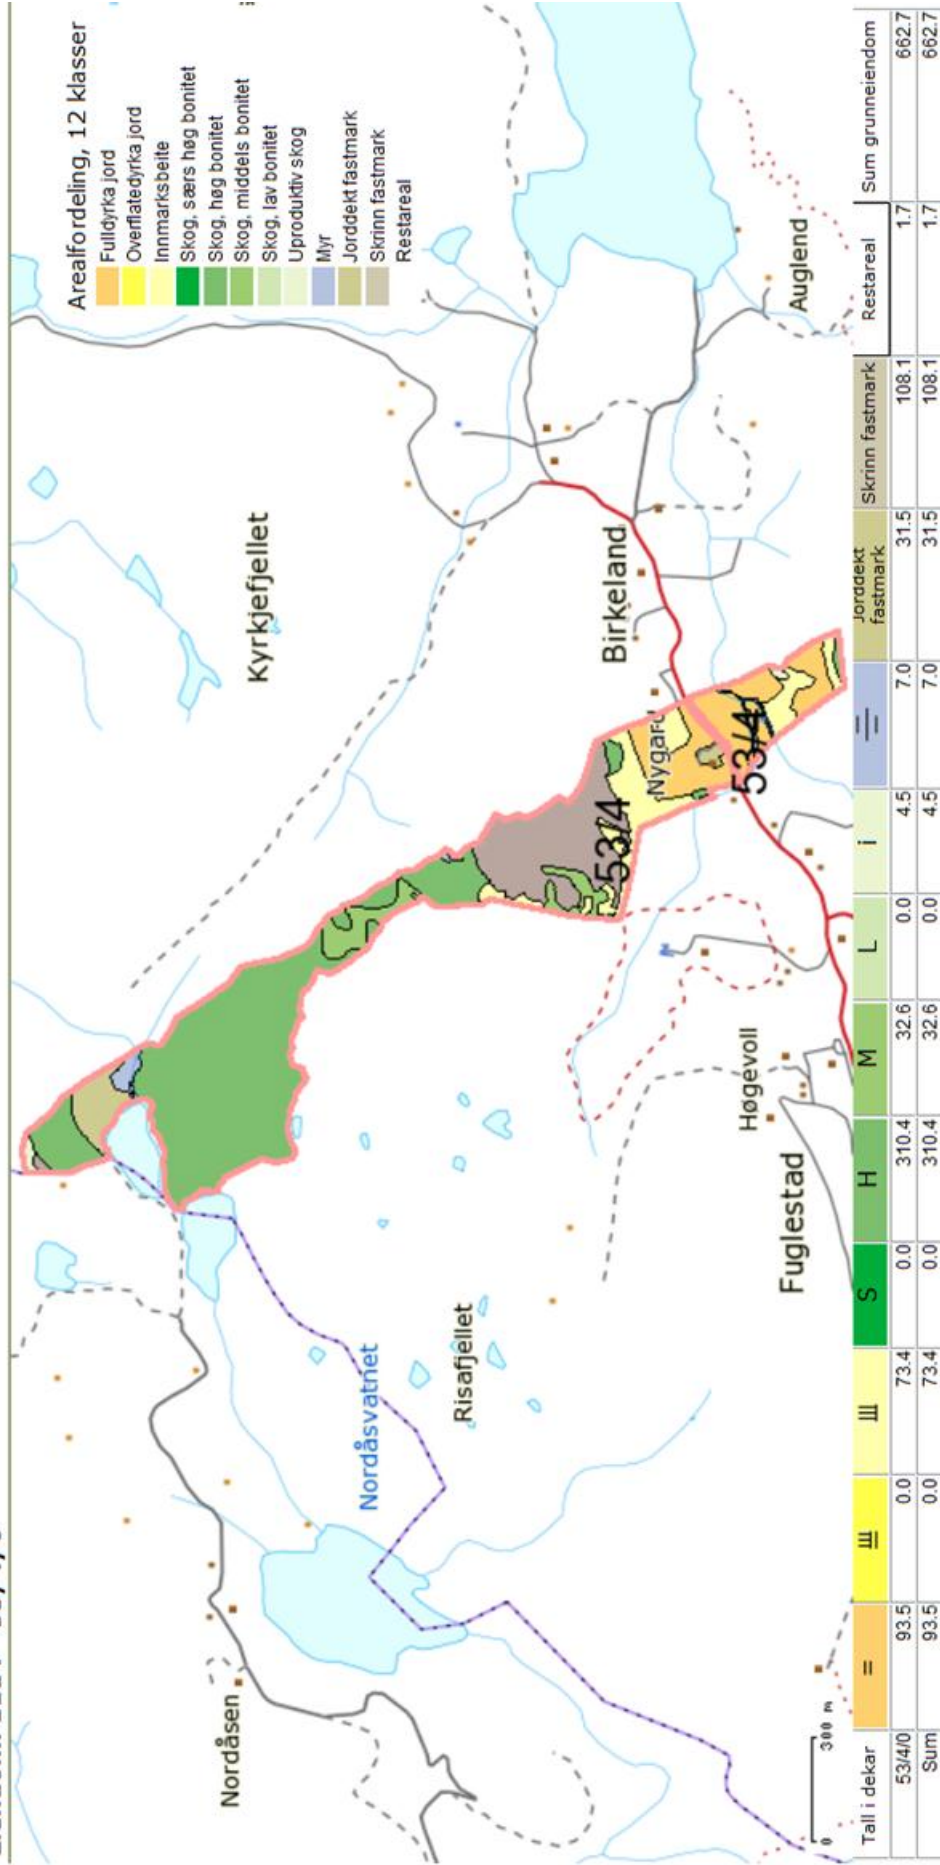 Arealfordeling, 12 klasser
Fulldyrka jord
Overflatedyrka jord
Innmarksbeite
Skog, særs høg bonitet
Skog, høg bonitet
Skog, middels bonitet
Skog, lav bonitet
Uproduktiv skog
Myr
Jorddekt fastmark
Skrinn fastmark
Restareal
Kyrkjefjellet
Nordåsen
Nordåsvatnet
Risafjellet
53/4
Birkeland
Nygard
53/4
Høgevoll
Fuglestad
Auglend
0 300 m
Tall i dekar S H M L i Jorddekt fastmark Skrinn fastmark Restareal Sum grunneiendom
53/4/0 93.5 0.0 73.4 0.0 310.4 32.6 0.0 4.5 7.0 31.5 108.1 1.7 662.7
Sum 93.5 0.0 73.4 0.0 310.4 32.6 0.0 4.5 7.0 31.5 108.1 1.7 662.7